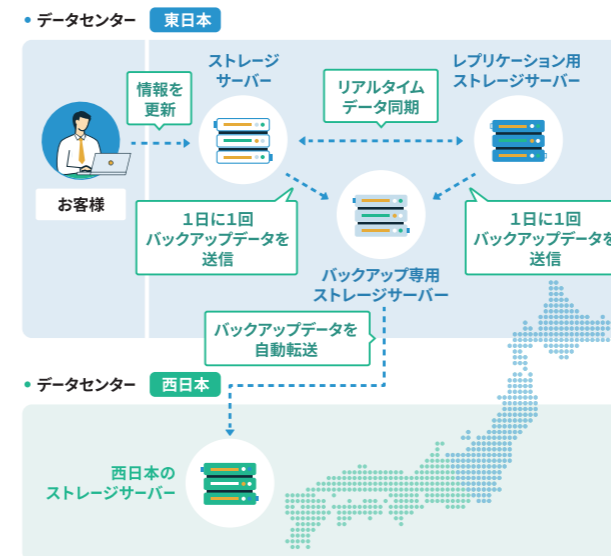 データセンター 東日本
ストレージ
サーバー
レプリケーション用
ストレージサーバー
情報を
更新
リアルタイム
データ同期
お客様
1日に1回
バックアップデータを
送信
1日に1回
バックアップデータを
送信
バックアップ専用
ストレージサーバー
バックアップデータを
自動転送
データセンター 西日本
西日本の
ストレージサーバー